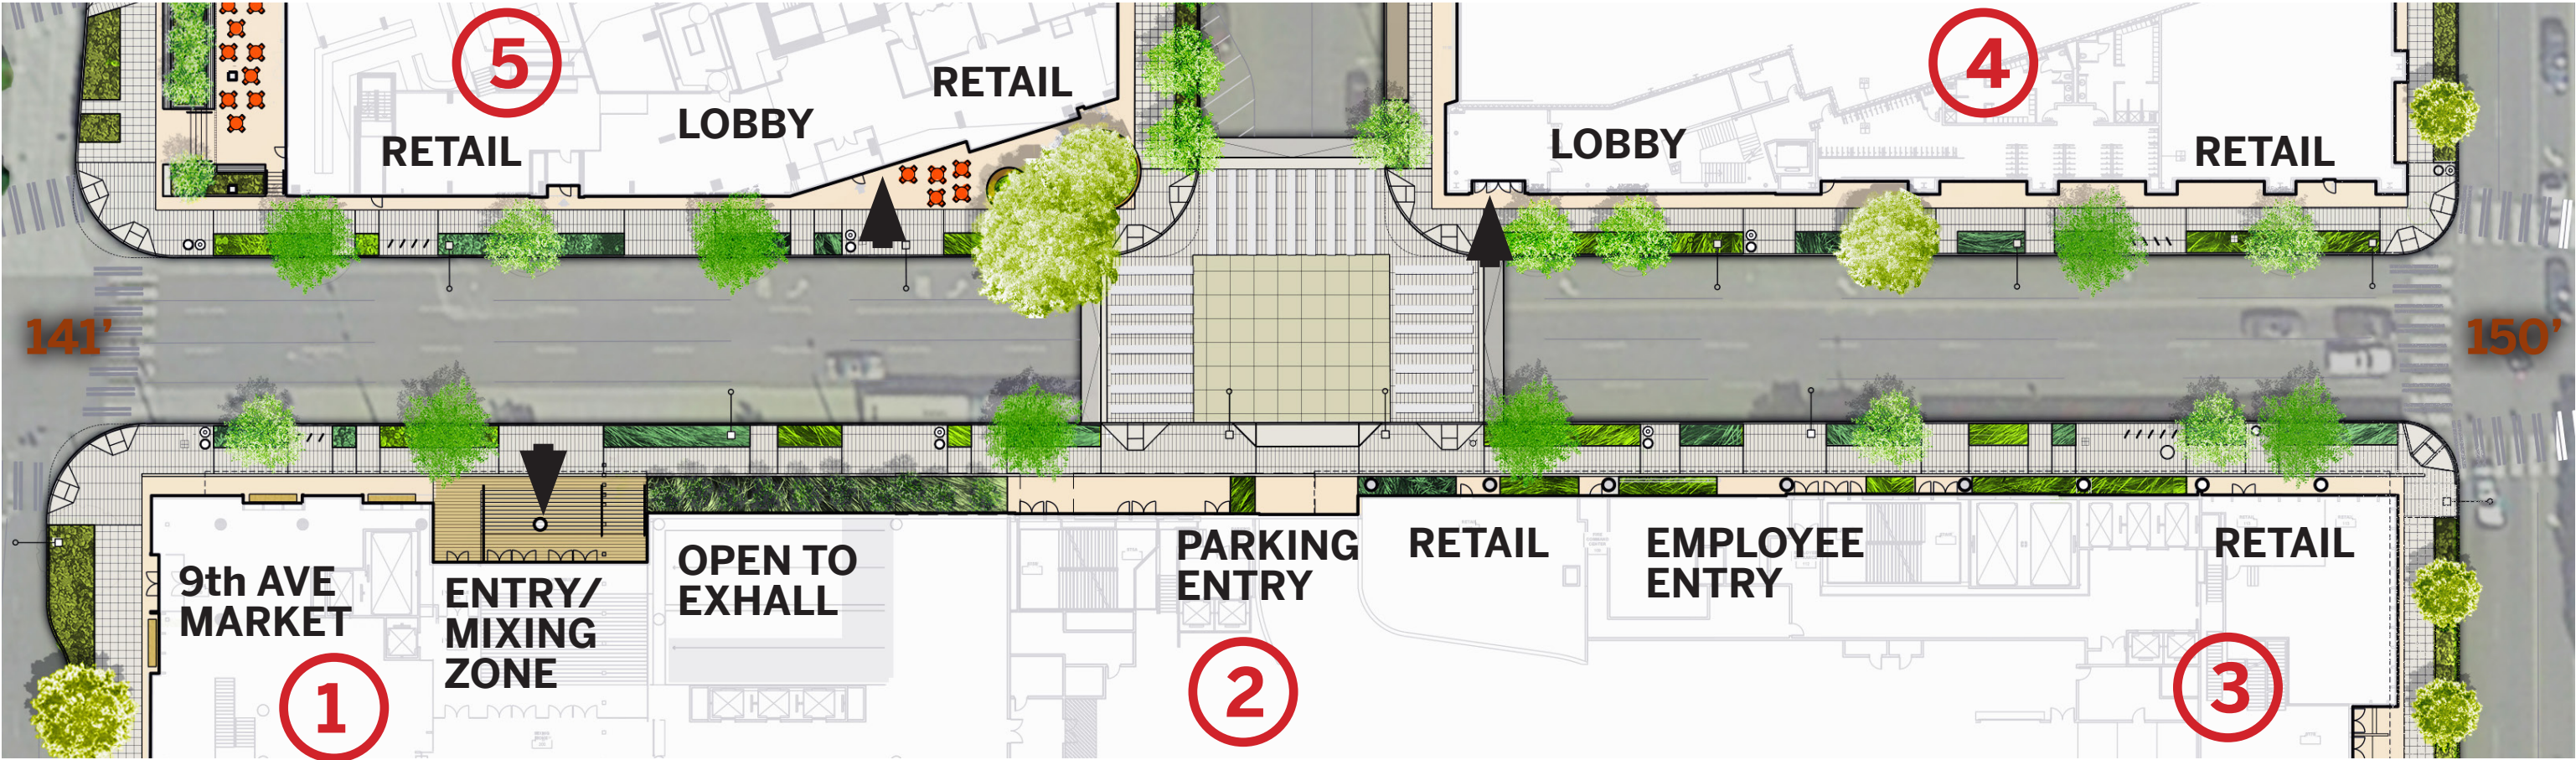 5
4
RETAIL
LOBBY
RETAIL
LOBBY
RETAIL
141’
150’
9th AVE
MARKET
ENTRY/
MIXING
ZONE
OPEN TO
EXHALL
PARKING
ENTRY
RETAIL
EMPLOYEE
ENTRY
RETAIL
1
2
3